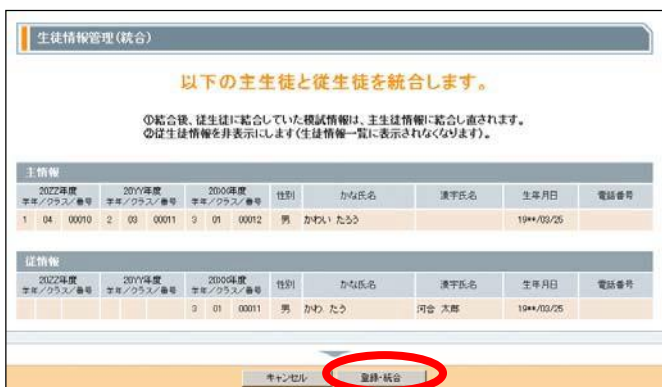 生徒情報管理(統合)
以下の主生徒と従生徒を統合します。
①結合後、従生徒に結合していた模試情報は、主生徒情報に結合し直されます。
②従生徒情報を非表示にします(生徒情報一覧に表示されなくなります)。
主情報
20ZZ年度 20YY年度 20XX年度 性別 かな氏名 漢字氏名 生年月日 電話番号
学年/クラス/番号 学年/クラス/番号 学年/クラス/番号
1 04 00010 2 03 00011 3 01 00012 男 かわい たろう 19**/03/25
従情報
20ZZ年度 20YY年度 20XX年度 性別 かな氏名 漢字氏名 生年月日 電話番号
学年/クラス/番号 学年/クラス/番号 学年/クラス/番号
3 01 00011 男 かわ たろ 河合 太郎 19**/03/25
キャンセル 登録・統合